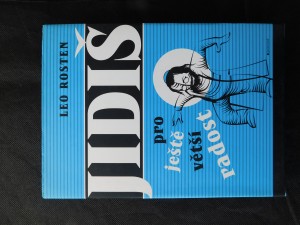 LEO ROSTEN
JIDIŠ
pro
ještě
větší
radost